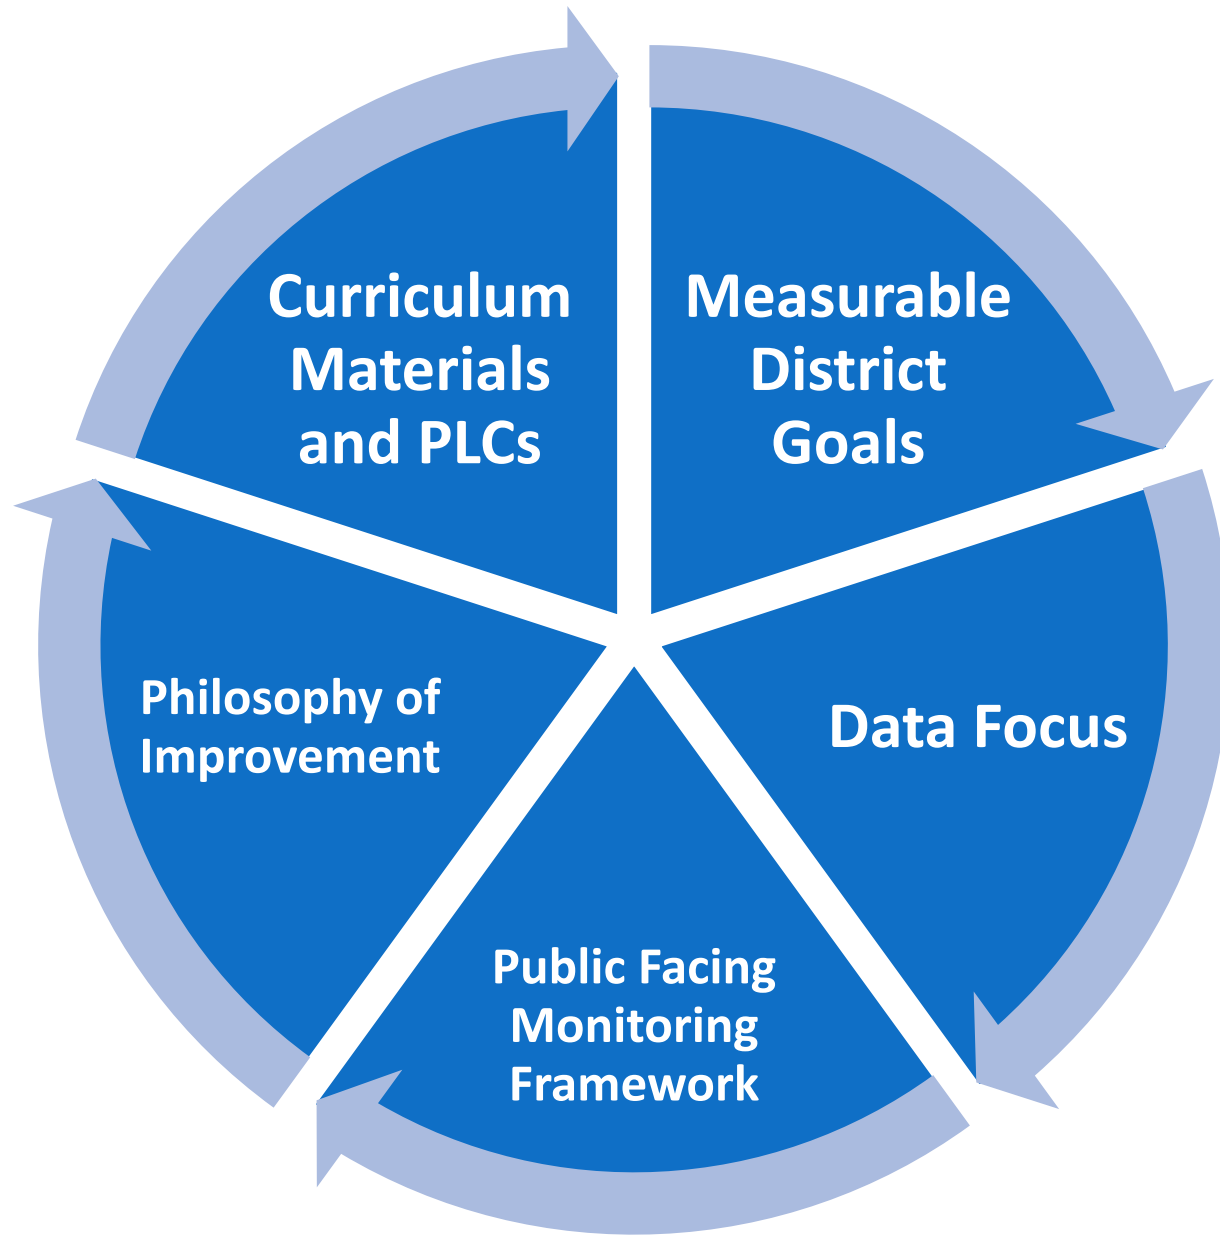 Curriculum
Materials
and PLCs
Measurable
District
Goals
Data Focus
Public Facing
Monitoring
Framework
Philosophy of
Improvement